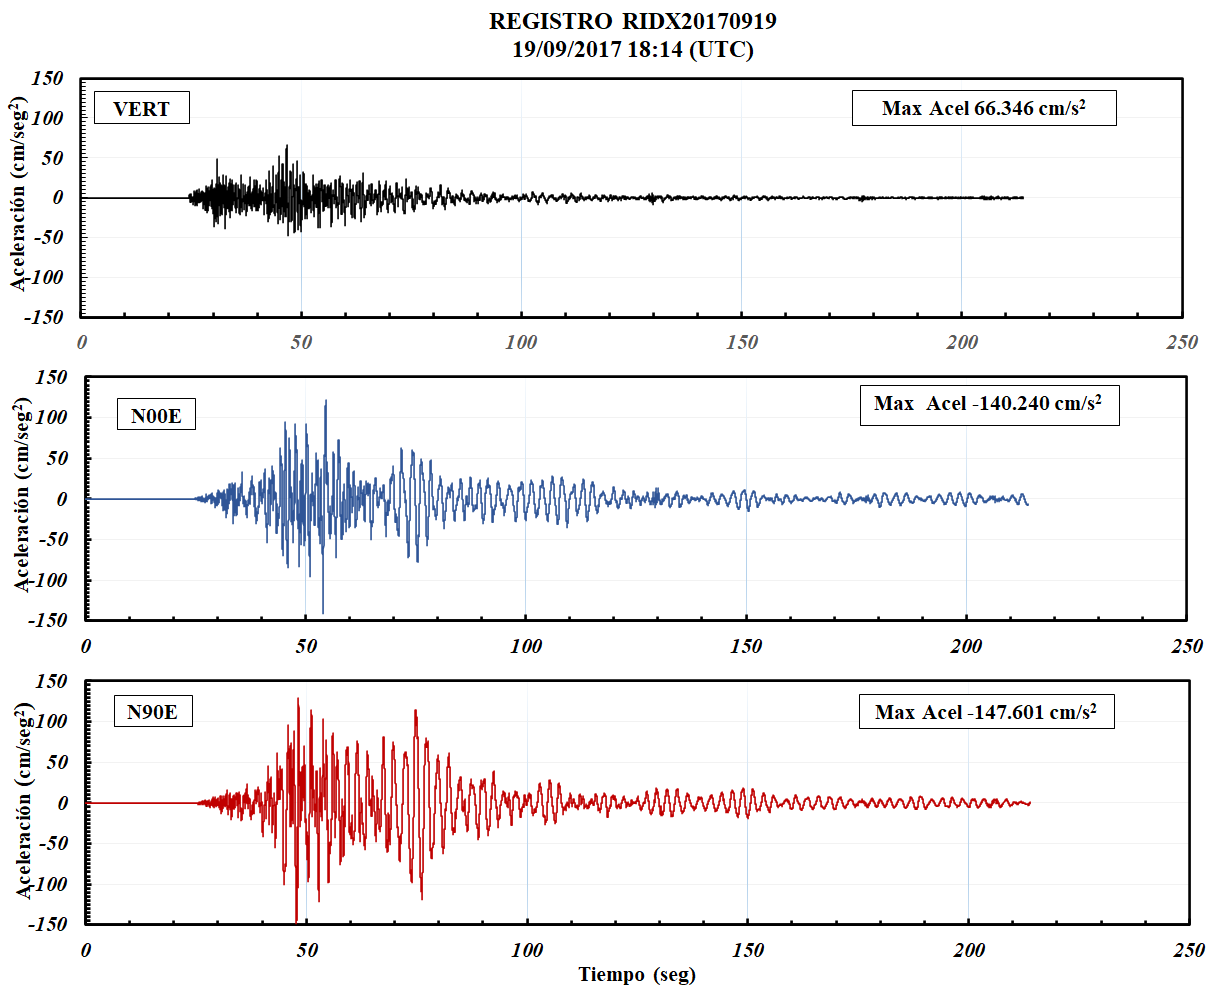 REGISTRO RIDX20170919
19/09/2017 18:14 (UTC)
Aceleración (cm/seg²)
150
100
50
0
-50
-100
-150
VERT
Max Acel 66.346 cm/s²
0 50 100 150 200 250
Aceleración (cm/seg²)
150
100
50
0
-50
-100
-150
N00E
Max Acel -140.240 cm/s²
0 50 100 150 200 250
Aceleración (cm/seg²)
150
100
50
0
-50
-100
-150
N90E
Max Acel -147.601 cm/s²
0 50 100 150 200 250
Tiempo (seg)